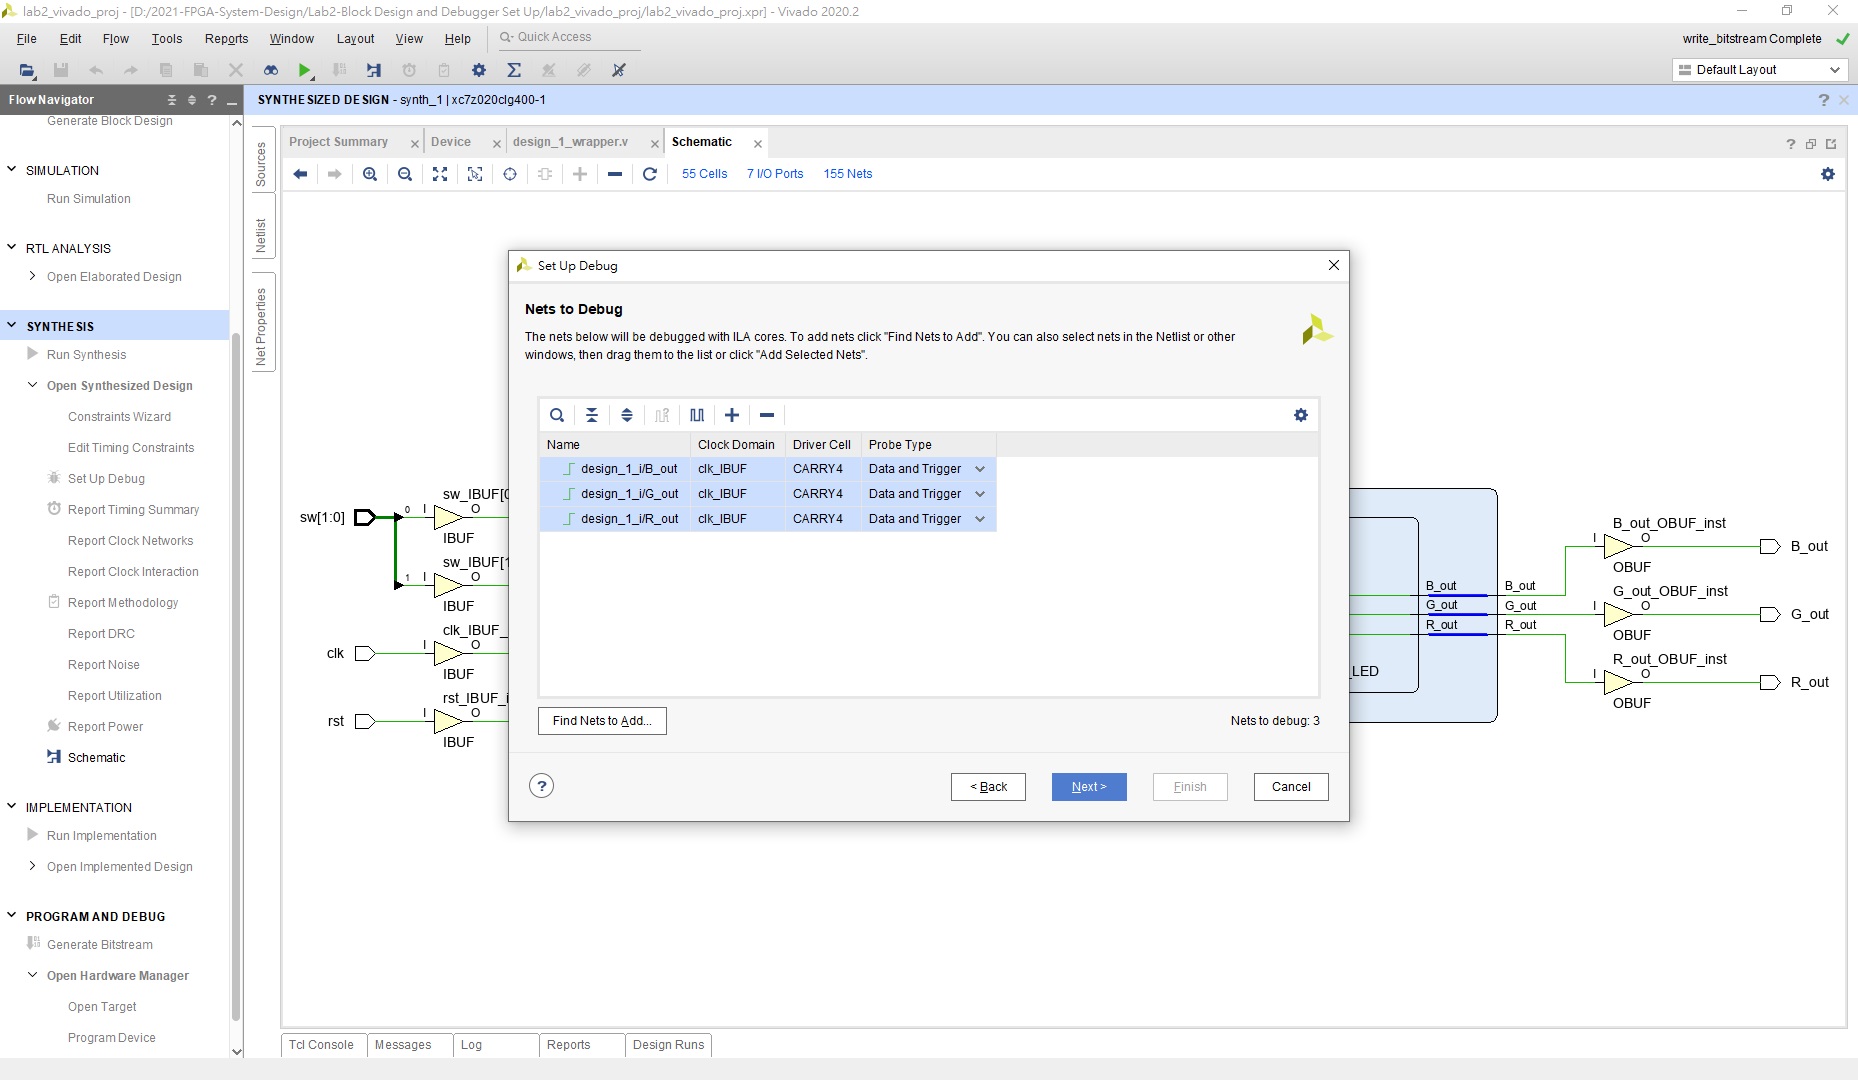 lab2_vivado_proj - [D:/2021-FPGA-System-Design/Lab2-Block Design and Debugger Set Up/lab2_vivado_proj/lab2_vivado_proj.xpr] - Vivado 2020.2
File Edit Flow Tools Reports Window Layout View Help Quick Access
write_bitstream Complete
Default Layout
Flow Navigator
SYNTHESIZED DESIGN - synth_1 | xc7z020clg400-1
Generate Block Design
SIMULATION
Run Simulation
RTL ANALYSIS
Open Elaborated Design
SYNTHESIS
Run Synthesis
Open Synthesized Design
Constraints Wizard
Edit Timing Constraints
Set Up Debug
Report Timing Summary
Report Clock Networks
Report Clock Interaction
Report Methodology
Report DRC
Report Noise
Report Utilization
Report Power
Schematic
IMPLEMENTATION
Run Implementation
Open Implemented Design
PROGRAM AND DEBUG
Generate Bitstream
Open Hardware Manager
Open Target
Program Device
Sources
Netlist
Net Properties
Project Summary Device design_1_wrapper.v Schematic
55 Cells 7 I/O Ports 155 Nets
sw[1:0]
0
1
sw_IBUF[0
I O
IBUF
sw_IBUF[1
I O
IBUF
clk
clk_IBUF_
I O
IBUF
rst
rst_IBUF_i
I O
IBUF
Set Up Debug
Nets to Debug
The nets below will be debugged with ILA cores. To add nets click "Find Nets to Add". You can also select nets in the Netlist or other
windows, then drag them to the list or click "Add Selected Nets".
Name Clock Domain Driver Cell Probe Type
design_1_i/B_out clk_IBUF CARRY4 Data and Trigger
design_1_i/G_out clk_IBUF CARRY4 Data and Trigger
design_1_i/R_out clk_IBUF CARRY4 Data and Trigger
Find Nets to Add...
Nets to debug: 3
?
< Back Next > Finish Cancel
B_out B_out
G_out G_out
R_out R_out
_LED
B_out_OBUF_inst
I O
B_out
OBUF
G_out_OBUF_inst
I O
G_out
OBUF
R_out_OBUF_inst
I O
R_out
OBUF
Tcl Console Messages Log Reports Design Runs